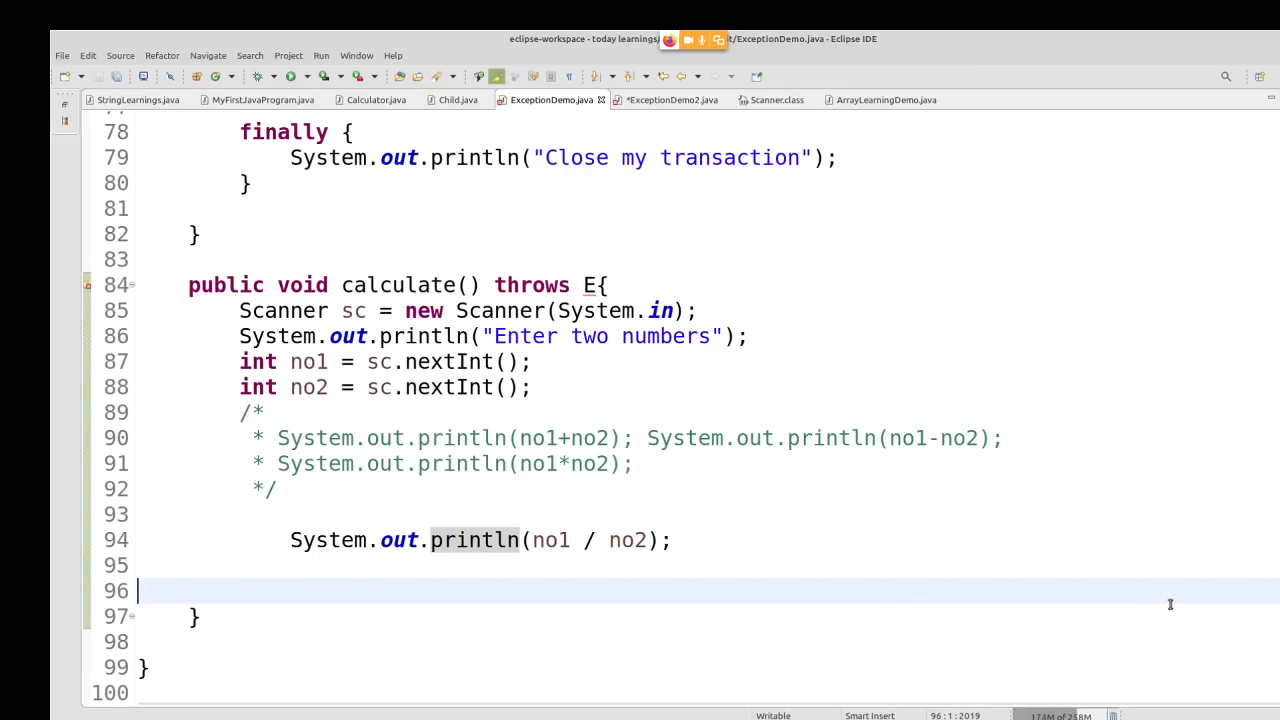 eclipse-workspace - today learnings/ t/ExceptionDemo.java - Eclipse IDE
File Edit Source Refactor Navigate Search Project Run Window Help
StringLearnings.java MyFirstJavaProgram.java Calculator.java Child.java ExceptionDemo.java *ExceptionDemo2.java Scanner.class ArrayLearningDemo.java
78 finally {
79 System.out.println("Close my transaction");
80 }
81
82 }
83
84 public void calculate() throws E{
85 Scanner sc = new Scanner(System.in);
86 System.out.println("Enter two numbers");
87 int no1 = sc.nextInt();
88 int no2 = sc.nextInt();
89 /*
90 * System.out.println(no1+no2); System.out.println(no1-no2);
91 * System.out.println(no1*no2);
92 */
93
94 System.out.println(no1 / no2);
95
96
97 }
98
99 }
100
Writable Smart Insert 96 : 1 : 2019 174M of 258M